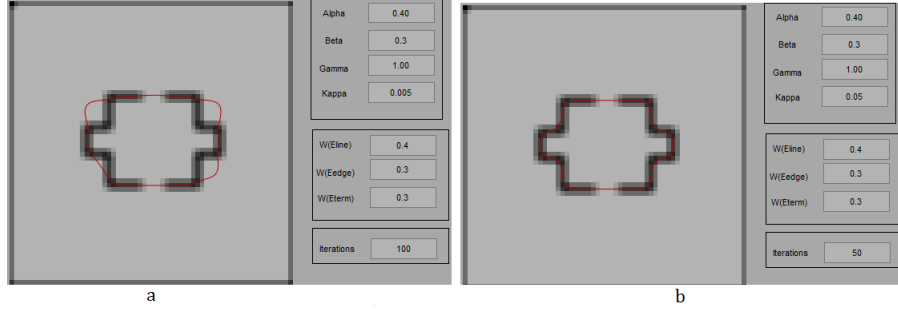 Alpha 0.40
Beta 0.3
Gamma 1.00
Kappa 0.005
W(Eline) 0.4
W(Eedge) 0.3
W(Eterm) 0.3
Iterations 100
a
Alpha 0.40
Beta 0.3
Gamma 1.00
Kappa 0.05
W(Eline) 0.4
W(Eedge) 0.3
W(Eterm) 0.3
Iterations 50
b